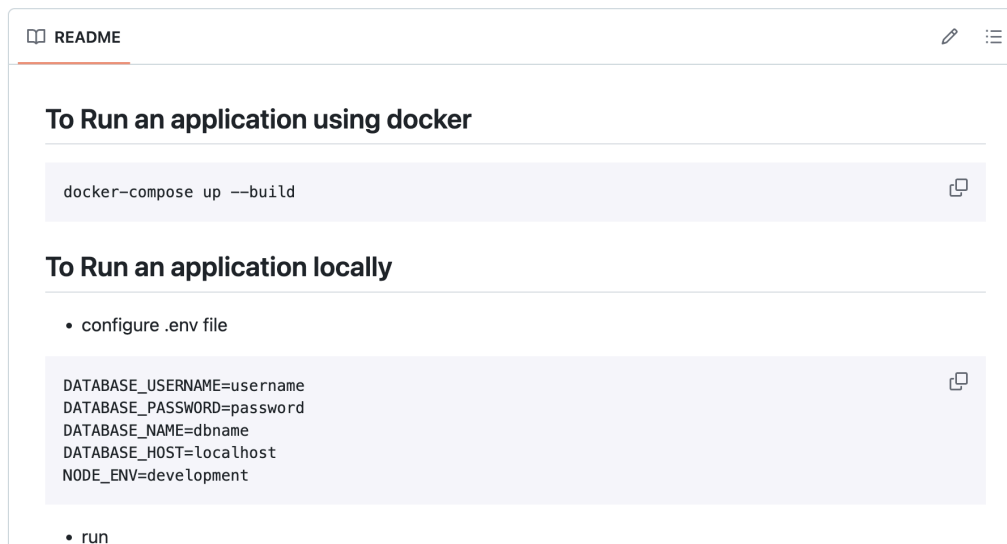 README
To Run an application using docker
docker-compose up --build
To Run an application locally
• configure .env file
DATABASE_USERNAME=username
DATABASE_PASSWORD=password
DATABASE_NAME=dbname
DATABASE_HOST=localhost
NODE_ENV=development
• run